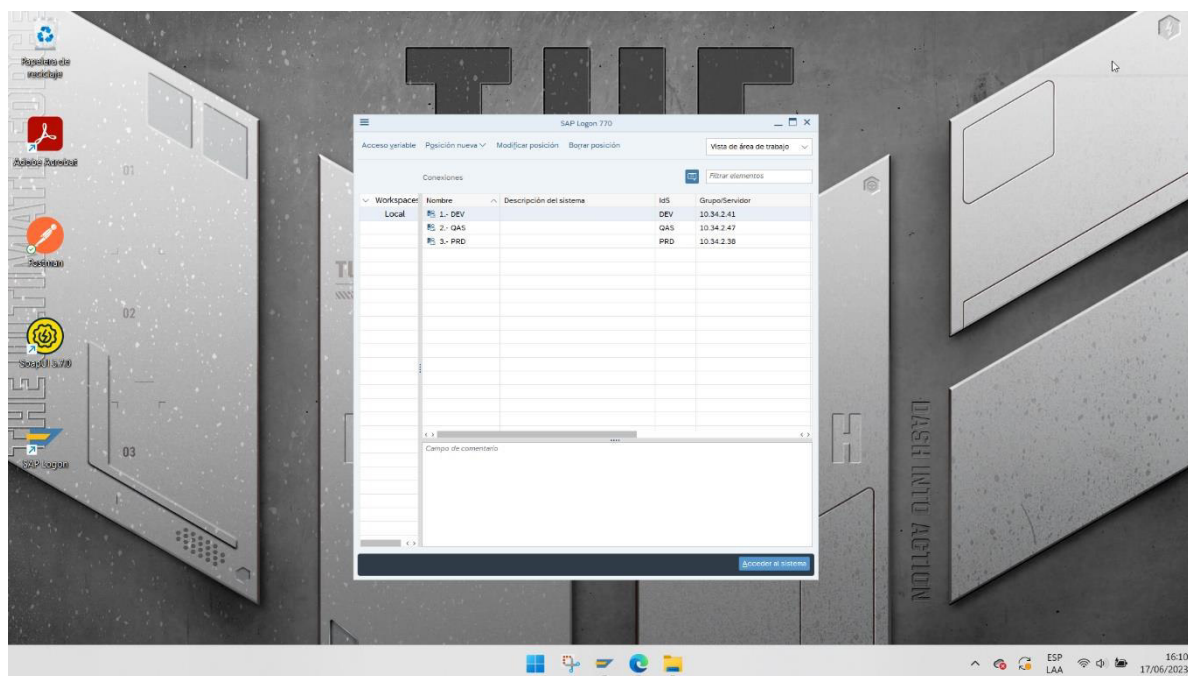 Papelera de
reciclaje
Adobe Acrobat
Postman
SoapUI 5.7.0
SAP Logon
THE
01
02
03
SAP Logon 770
Acceso variable Posición nueva Modificar posición Borrar posición Vista de área de trabajo
Conexiones Filtrar elementos
Workspaces Nombre Descripción del sistema IdS Grupo/Servidor
Local 1.- DEV DEV 10.34.2.41
2.- QAS QAS 10.34.2.47
3.- PRD PRD 10.34.2.38
Campo de comentario
Acceder al sistema
DASH INTO ACTION
ESP
LAA
16:10
17/06/2023